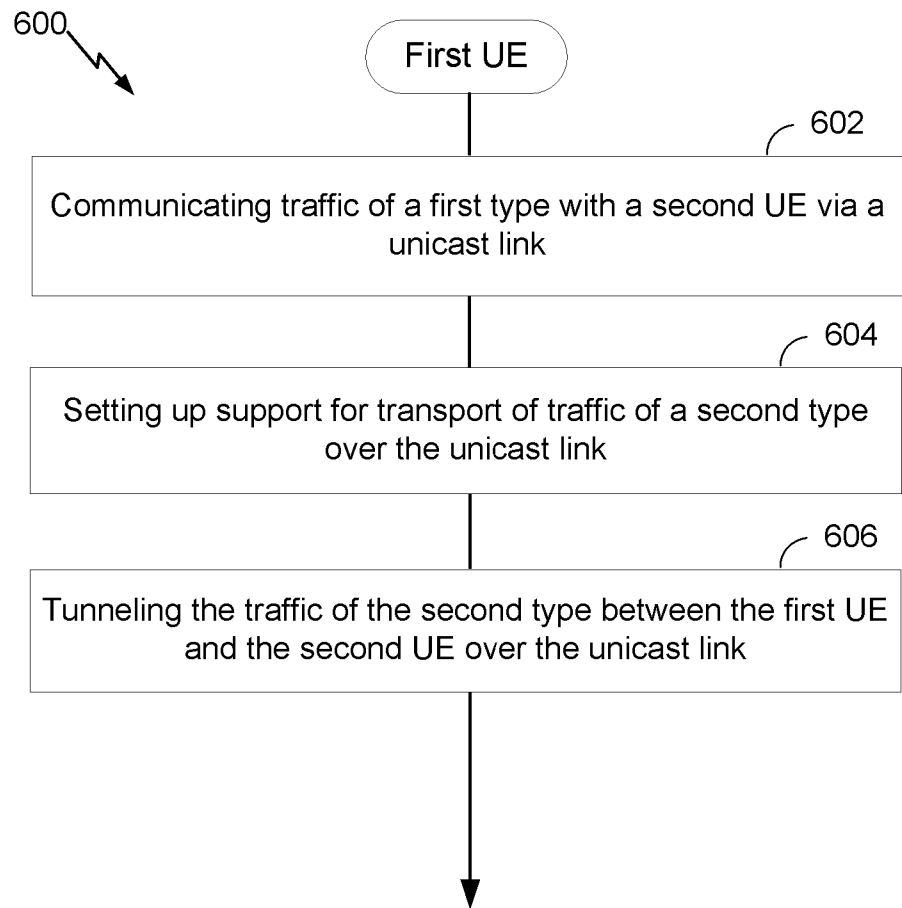 600
First UE
602
Communicating traffic of a first type with a second UE via a
unicast link
604
Setting up support for transport of traffic of a second type
over the unicast link
606
Tunneling the traffic of the second type between the first UE
and the second UE over the unicast link